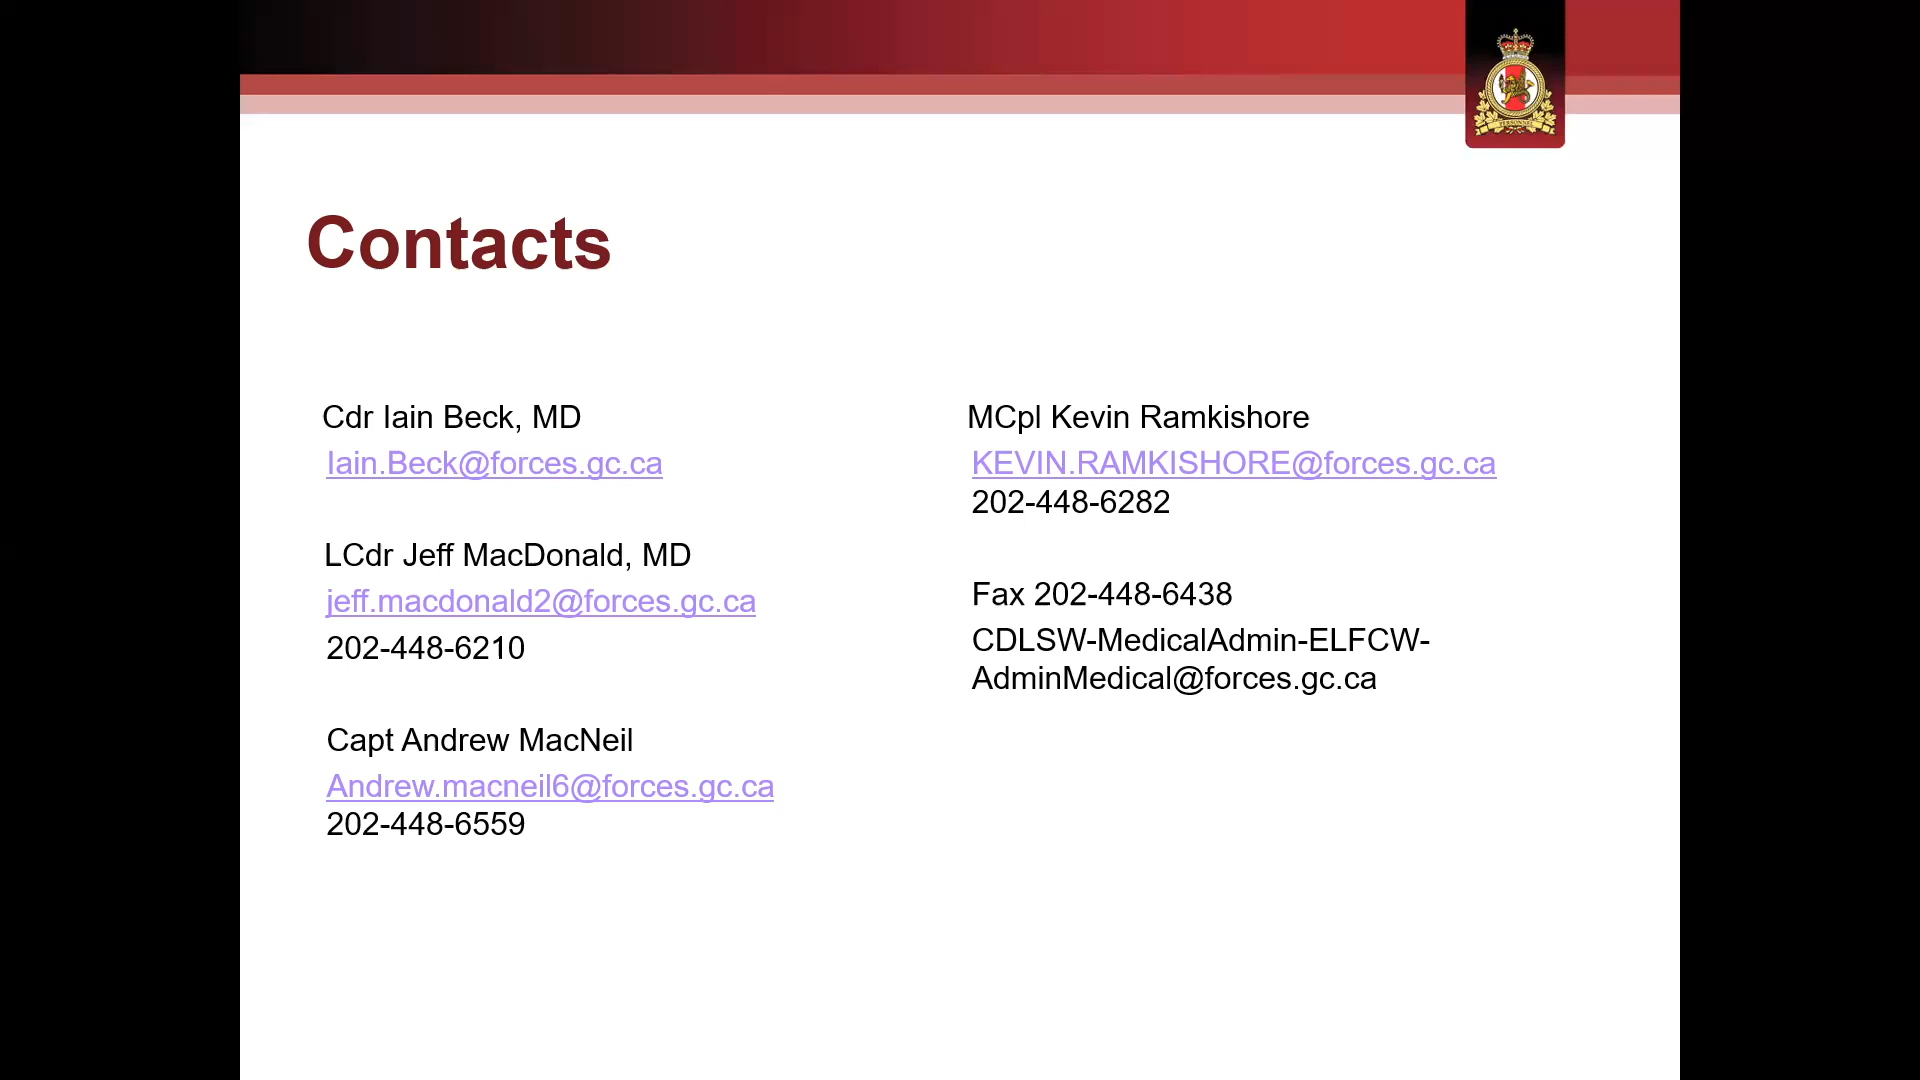 PERSONNEL
Contacts
Cdr Iain Beck, MD
Iain.Beck@forces.gc.ca
LCdr Jeff MacDonald, MD
jeff.macdonald2@forces.gc.ca
202-448-6210
Capt Andrew MacNeil
Andrew.macneil6@forces.gc.ca
202-448-6559
MCpl Kevin Ramkishore
KEVIN.RAMKISHORE@forces.gc.ca
202-448-6282
Fax 202-448-6438
CDLSW-MedicalAdmin-ELFCW-
AdminMedical@forces.gc.ca